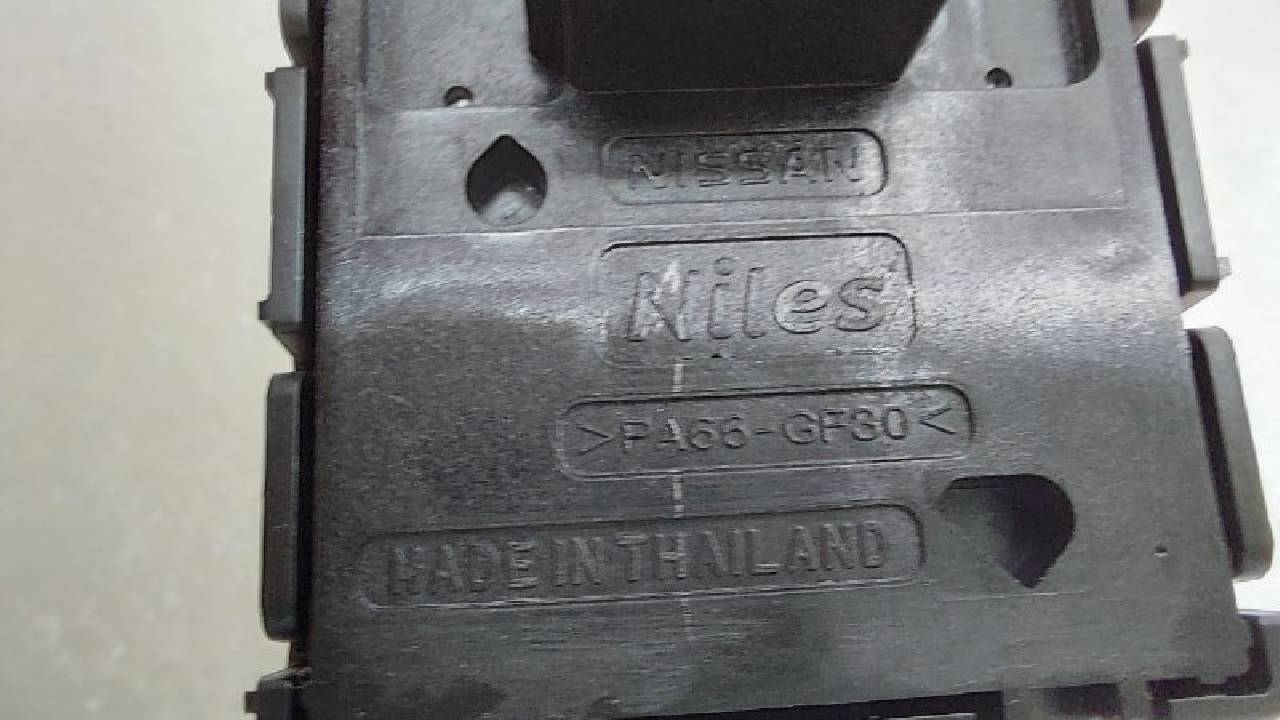 NISSAN
Niles
>PA66-GF30<
MADE IN THAILAND